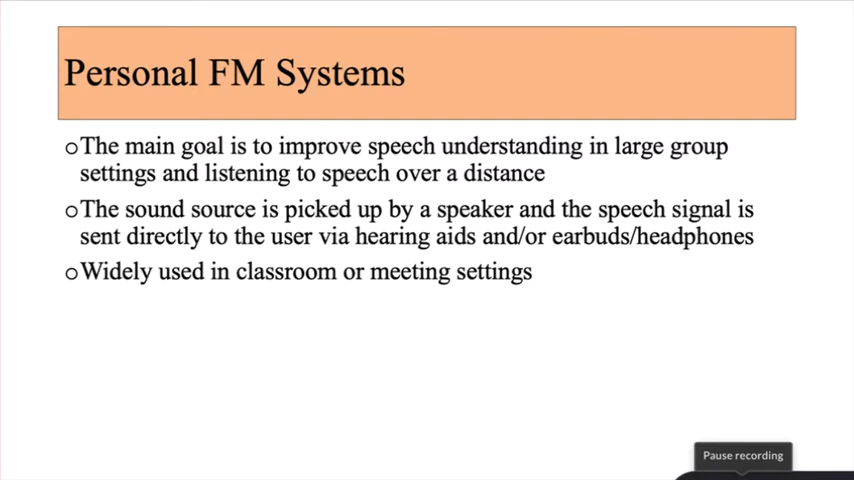 Personal FM Systems
oThe main goal is to improve speech understanding in large group
settings and listening to speech over a distance
oThe sound source is picked up by a speaker and the speech signal is
sent directly to the user via hearing aids and/or earbuds/headphones
oWidely used in classroom or meeting settings
Pause recording